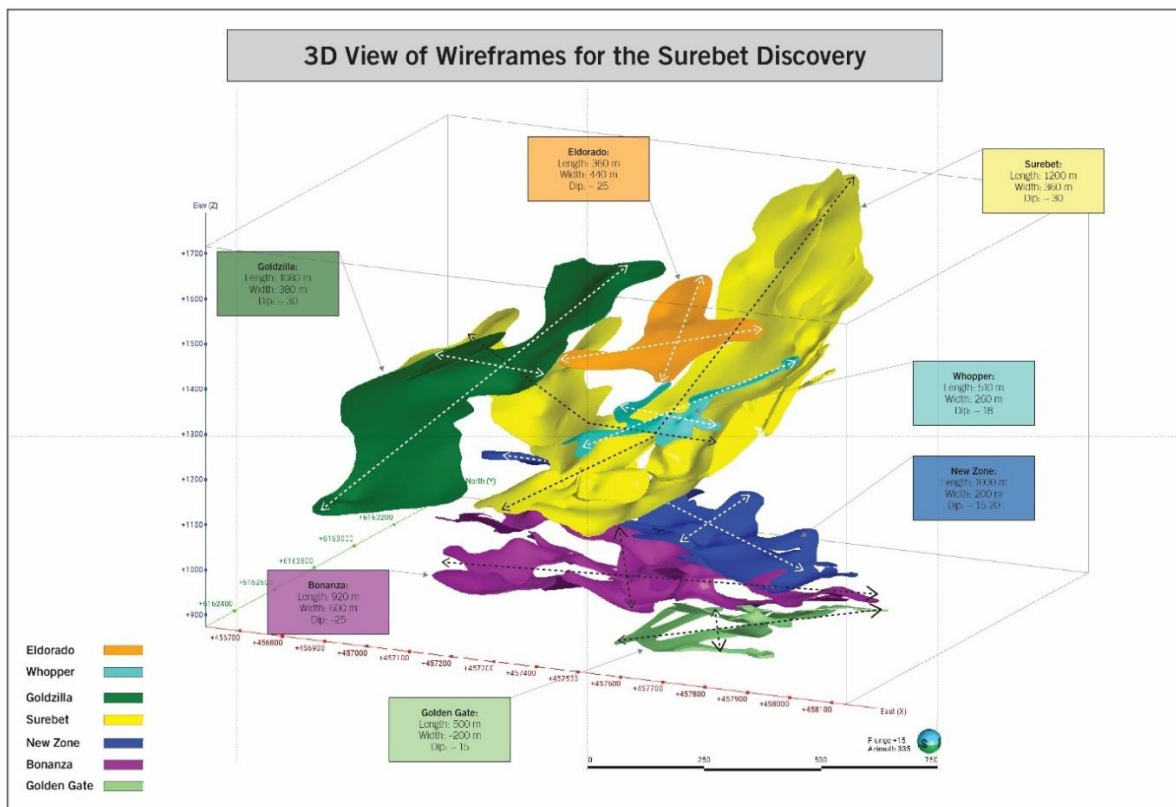 3D View of Wireframes for the Surebet Discovery
Eldorado:
Length: 360 m
Width: 440 m
Dip: ~ 25
Surebet:
Length: 1200 m
Width: 360 m
Dip: ~ 30
Elev (Z)
+1700
+1600
+1500
+1400
+1300
+1200
+1100
+1000
+900
Goldzilla:
Length: 1080 m
Width: 380 m
Dip: ~ 30
Whopper:
Length: 510 m
Width: 260 m
Dip: ~ 18
New Zone:
Length: 1000 m
Width: 200 m
Dip: ~ 15-20
North (Y)
+6163200
+6163000
+6162800
+6162400
Bonanza:
Length: 920 m
Width: 600 m
Dip: ~25
+456700
+456800
+456900
+457000
+457100
+457200
+457300
+457400
+457500
+457600
+457700
+457800
+457900
+458000
+458100
East (X)
Golden Gate:
Length: 500 m
Width: ~200 m
Dip: ~ 15
Eldorado
Whopper
Goldzilla
Surebet
New Zone
Bonanza
Golden Gate
Plunge +15
Azimuth 335
S
0
250
500
750